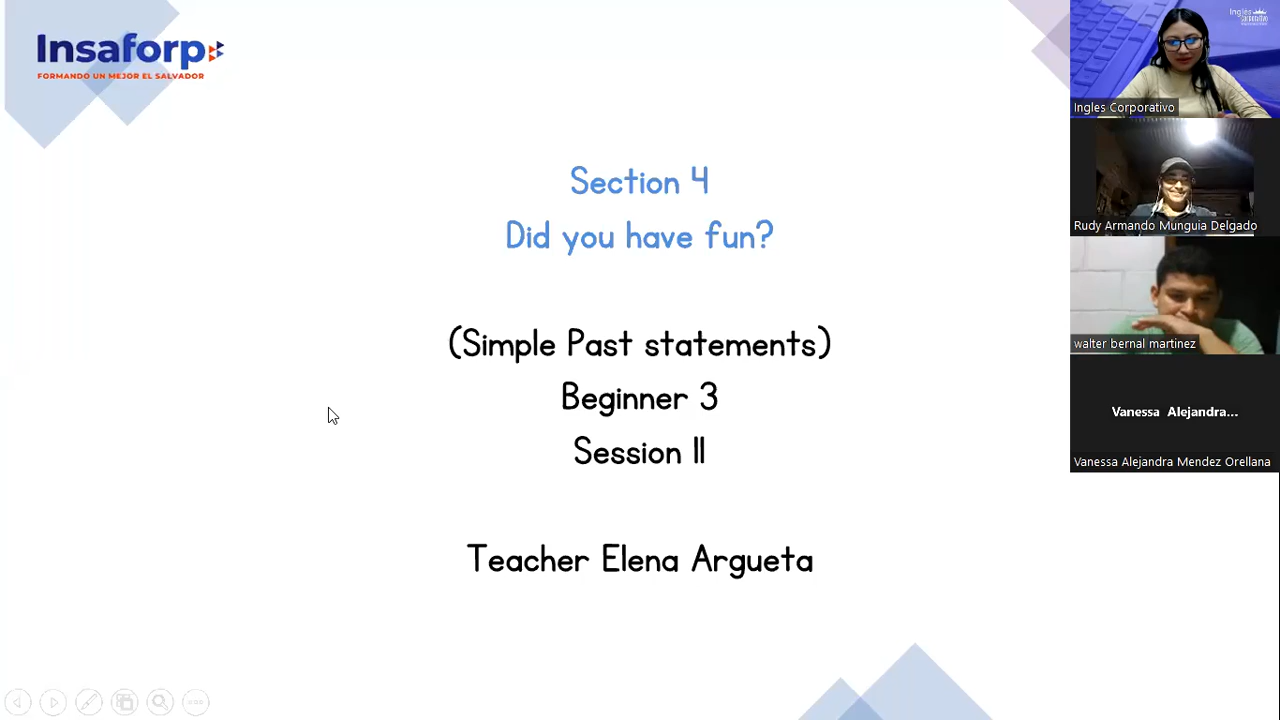 Insaforp
FORMANDO UN MEJOR EL SALVADOR
Section 4
Did you have fun?
(Simple Past statements)
Beginner 3
Session 11
Teacher Elena Argueta
Ingles Corporativo
Rudy Armando Munguia Delgado
walter bernal martinez
Vanessa Alejandra...
Vanessa Alejandra Mendez Orellana